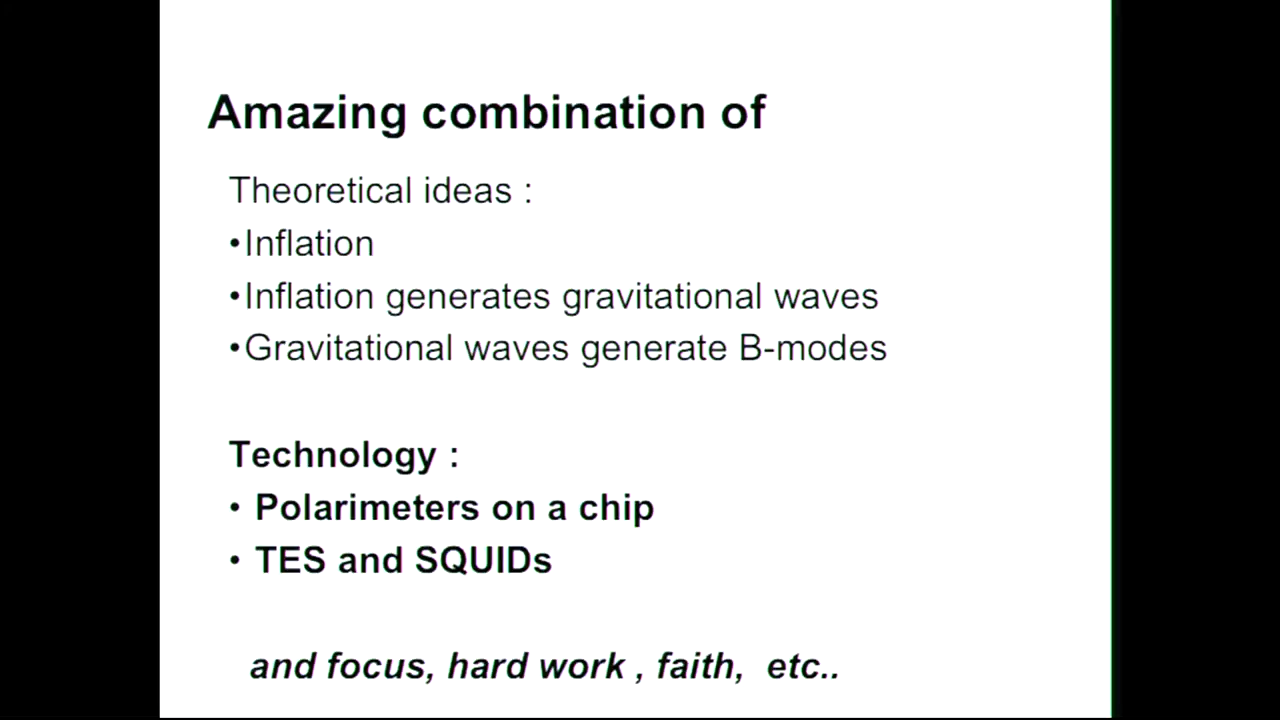 Amazing combination of
Theoretical ideas :
•Inflation
•Inflation generates gravitational waves
•Gravitational waves generate B-modes
Technology :
• Polarimeters on a chip
• TES and SQUIDs
and focus, hard work , faith,  etc..